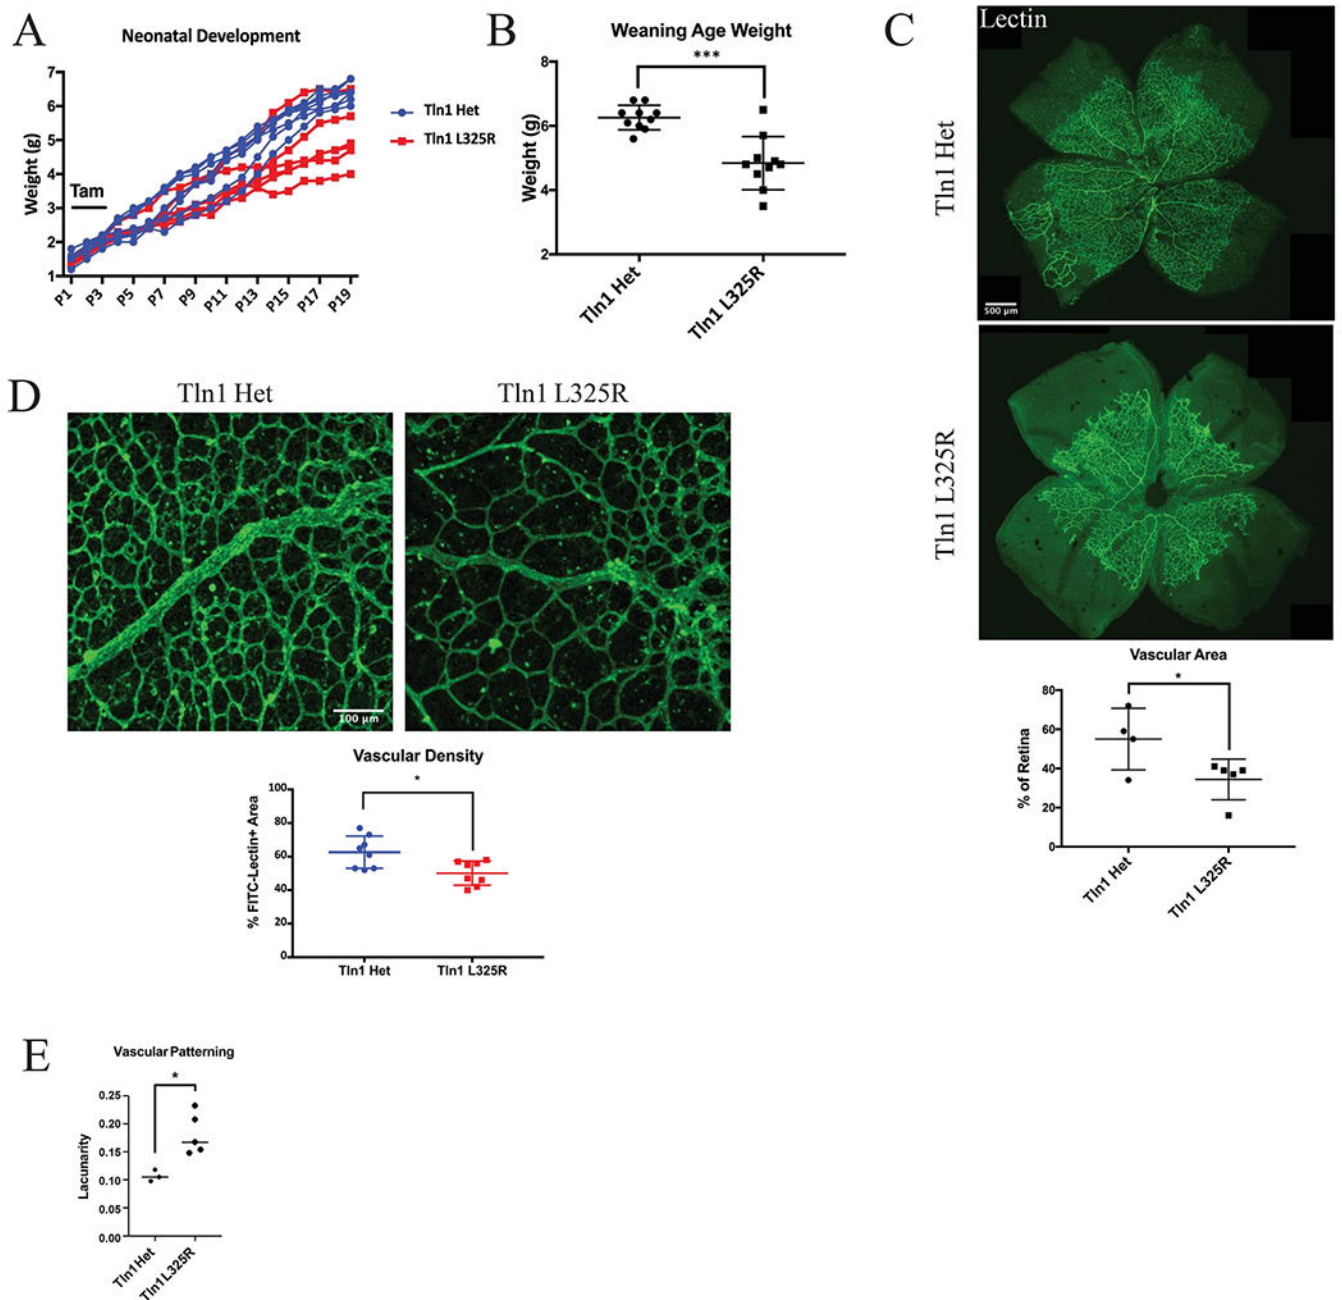 A
Neonatal Development
Weight (g)
7
6
5
4
3
2
1
Tam
P1
P3
P5
P7
P9
P11
P13
P15
P17
P19
Tln1 Het
Tln1 L325R
B
Weaning Age Weight
***
Weight (g)
8
6
4
2
Tln1 Het
Tln1 L325R
C
Lectin
Tln1 Het
500 µm
Tln1 L325R
Vascular Area
*
% of Retina
80
60
40
20
0
Tln1 Het
Tln1 L325R
D
Tln1 Het
Tln1 L325R
100 µm
Vascular Density
*
% FITC-Lectin+ Area
100
80
60
40
20
0
Tln1 Het
Tln1 L325R
E
Vascular Patterning
*
Lacunarity
0.25
0.20
0.15
0.10
0.05
0.00
Tln1 Het
Tln1 L325R